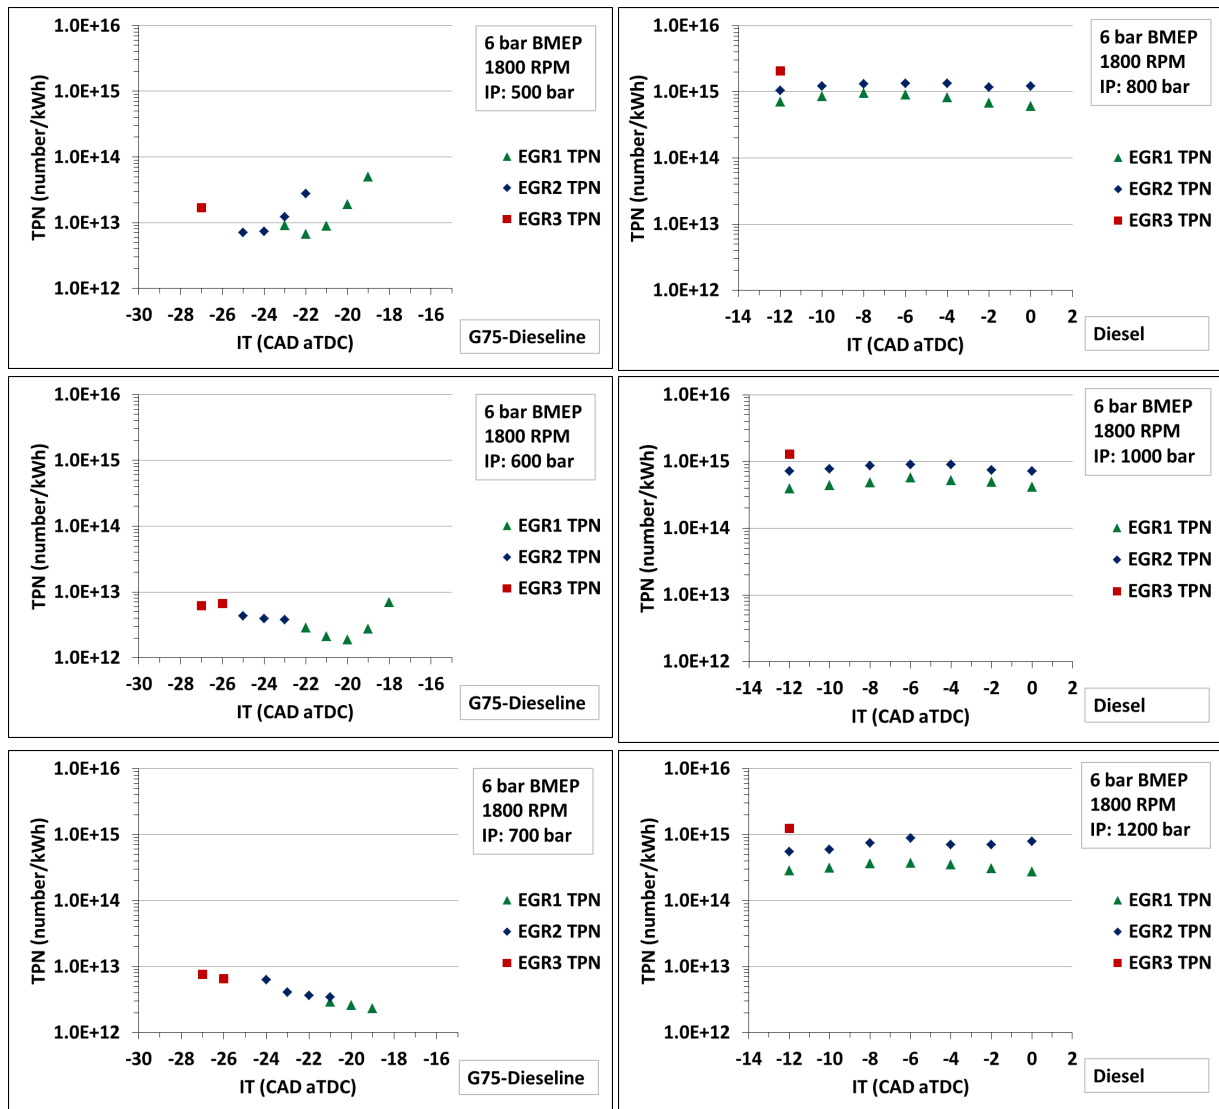 1.0E+16
1.0E+15
1.0E+14
1.0E+13
1.0E+12
TPN (number/kWh)
-30 -28 -26 -24 -22 -20 -18 -16
IT (CAD aTDC)
6 bar BMEP
1800 RPM
IP: 500 bar
EGR1 TPN
EGR2 TPN
EGR3 TPN
G75-Dieseline
1.0E+16
1.0E+15
1.0E+14
1.0E+13
1.0E+12
TPN (number/kWh)
-14 -12 -10 -8 -6 -4 -2 0 2
IT (CAD aTDC)
6 bar BMEP
1800 RPM
IP: 800 bar
EGR1 TPN
EGR2 TPN
EGR3 TPN
Diesel
1.0E+16
1.0E+15
1.0E+14
1.0E+13
1.0E+12
TPN (number/kWh)
-30 -28 -26 -24 -22 -20 -18 -16
IT (CAD aTDC)
6 bar BMEP
1800 RPM
IP: 600 bar
EGR1 TPN
EGR2 TPN
EGR3 TPN
G75-Dieseline
1.0E+16
1.0E+15
1.0E+14
1.0E+13
1.0E+12
TPN (number/kWh)
-14 -12 -10 -8 -6 -4 -2 0 2
IT (CAD aTDC)
6 bar BMEP
1800 RPM
IP: 1000 bar
EGR1 TPN
EGR2 TPN
EGR3 TPN
Diesel
1.0E+16
1.0E+15
1.0E+14
1.0E+13
1.0E+12
TPN (number/kWh)
-30 -28 -26 -24 -22 -20 -18 -16
IT (CAD aTDC)
6 bar BMEP
1800 RPM
IP: 700 bar
EGR1 TPN
EGR2 TPN
EGR3 TPN
G75-Dieseline
1.0E+16
1.0E+15
1.0E+14
1.0E+13
1.0E+12
TPN (number/kWh)
-14 -12 -10 -8 -6 -4 -2 0 2
IT (CAD aTDC)
6 bar BMEP
1800 RPM
IP: 1200 bar
EGR1 TPN
EGR2 TPN
EGR3 TPN
Diesel